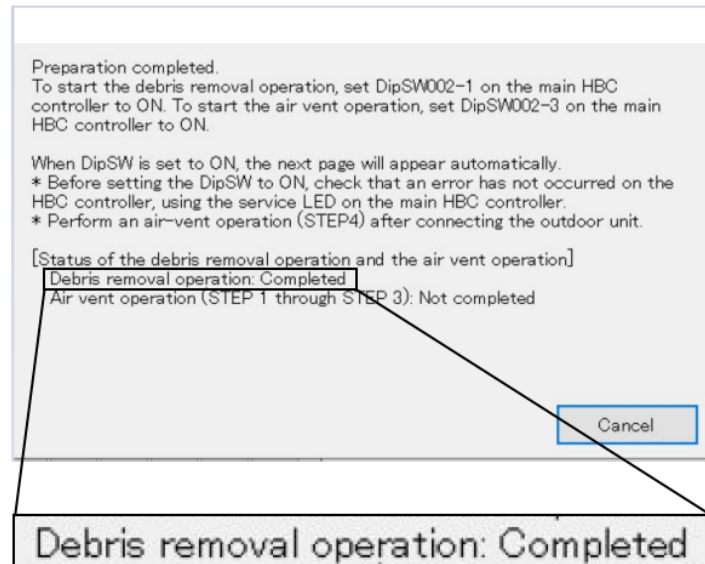 Preparation completed.
To start the debris removal operation, set DipSW002-1 on the main HBC
controller to ON. To start the air vent operation, set DipSW002-3 on the main
HBC controller to ON.
When DipSW is set to ON, the next page will appear automatically.
* Before setting the DipSW to ON, check that an error has not occurred on the
HBC controller, using the service LED on the main HBC controller.
* Perform an air-vent operation (STEP4) after connecting the outdoor unit.
[Status of the debris removal operation and the air vent operation]
Debris removal operation: Completed
Air vent operation (STEP 1 through STEP 3): Not completed
Cancel
Debris removal operation: Completed